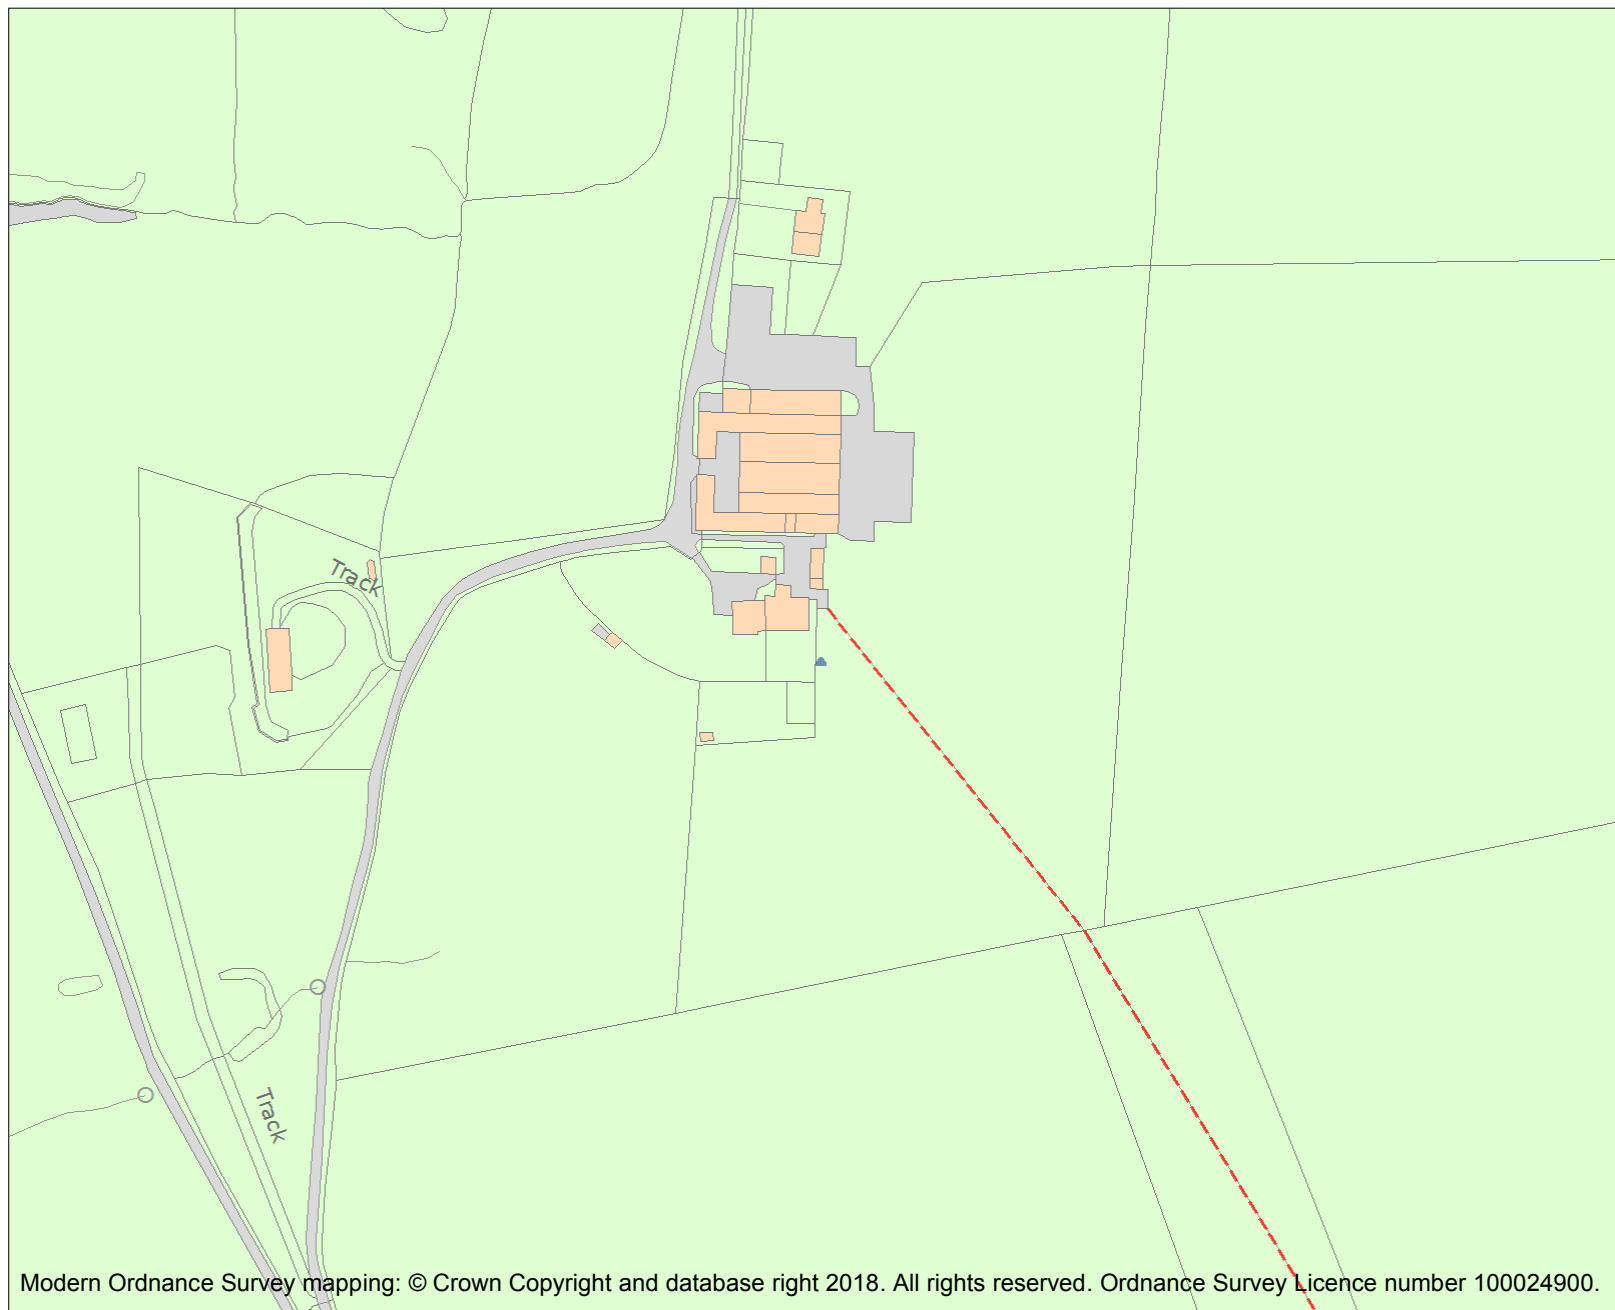 Track
Track
Modern Ordnance Survey mapping: © Crown Copyright and database right 2018. All rights reserved. Ordnance Survey Licence number 100024900.